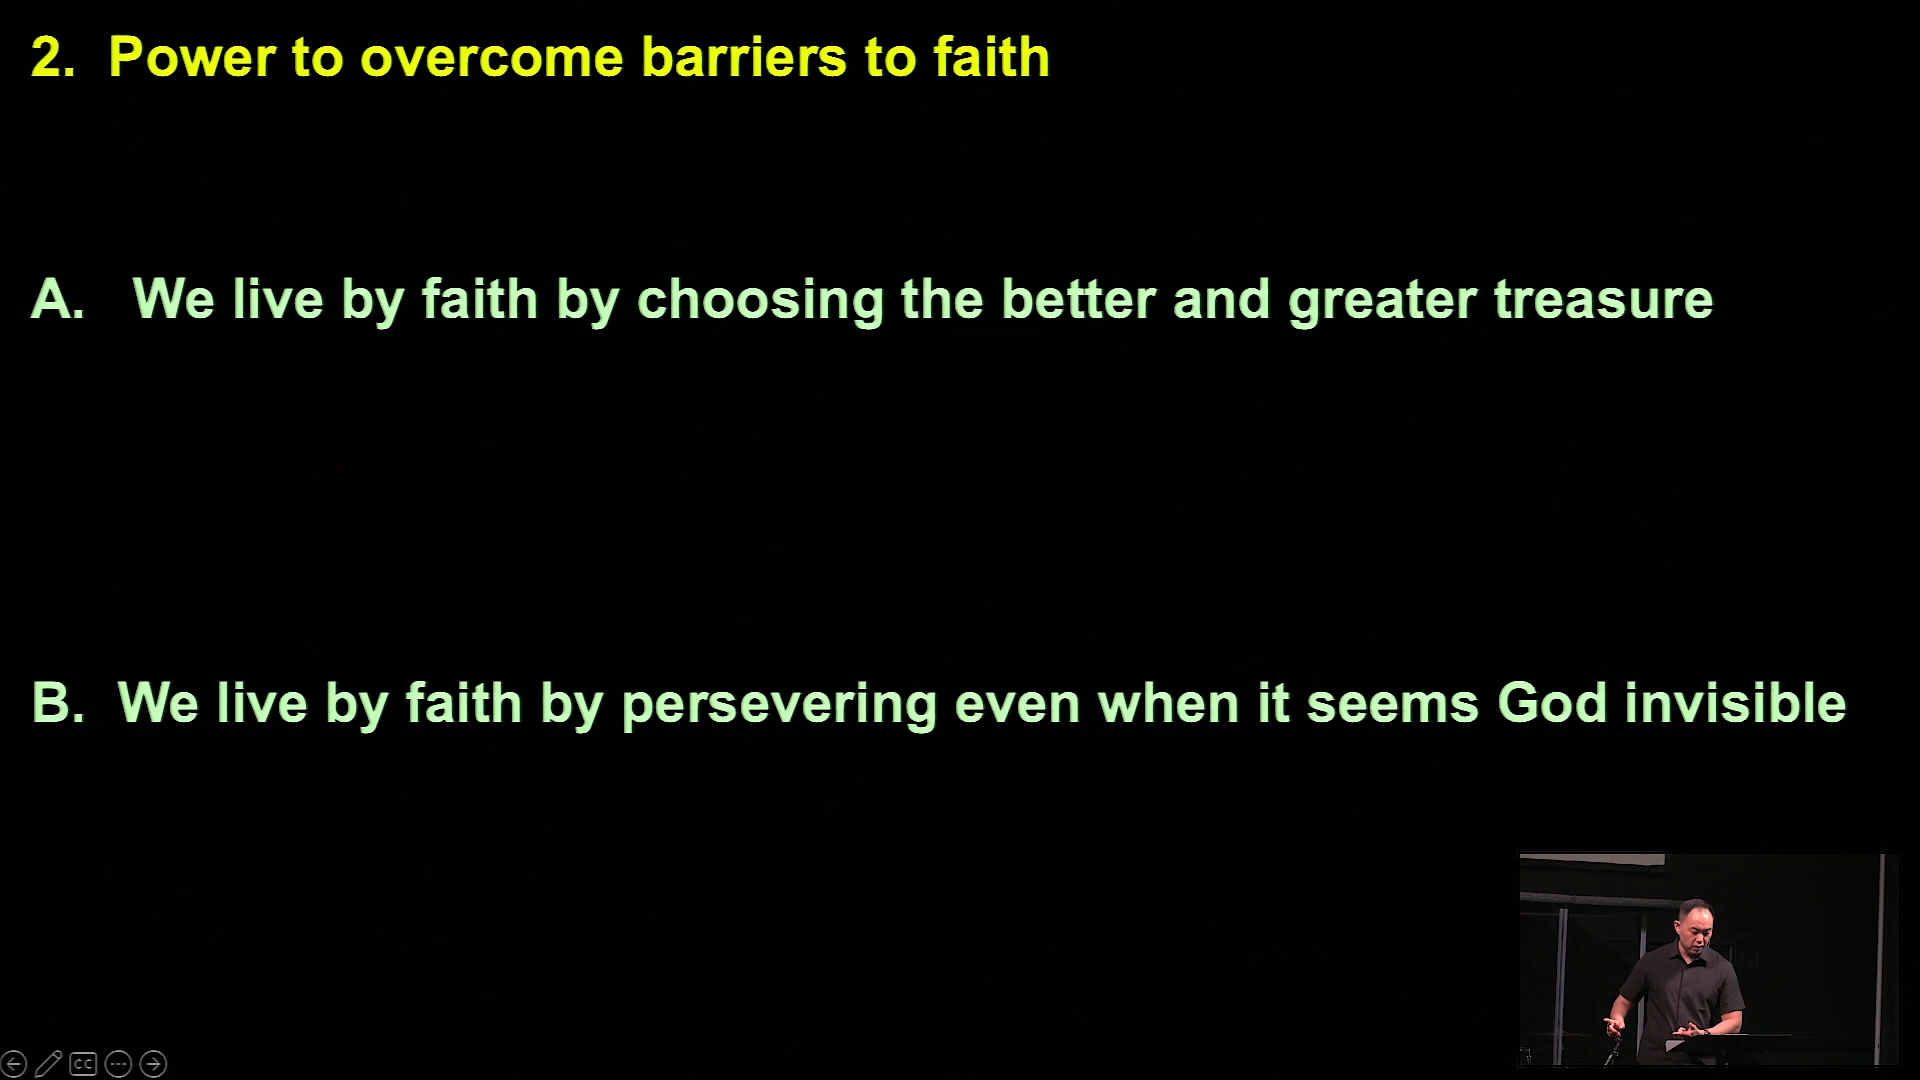 2. Power to overcome barriers to faith
A. We live by faith by choosing the better and greater treasure
B. We live by faith by persevering even when it seems God invisible
CC